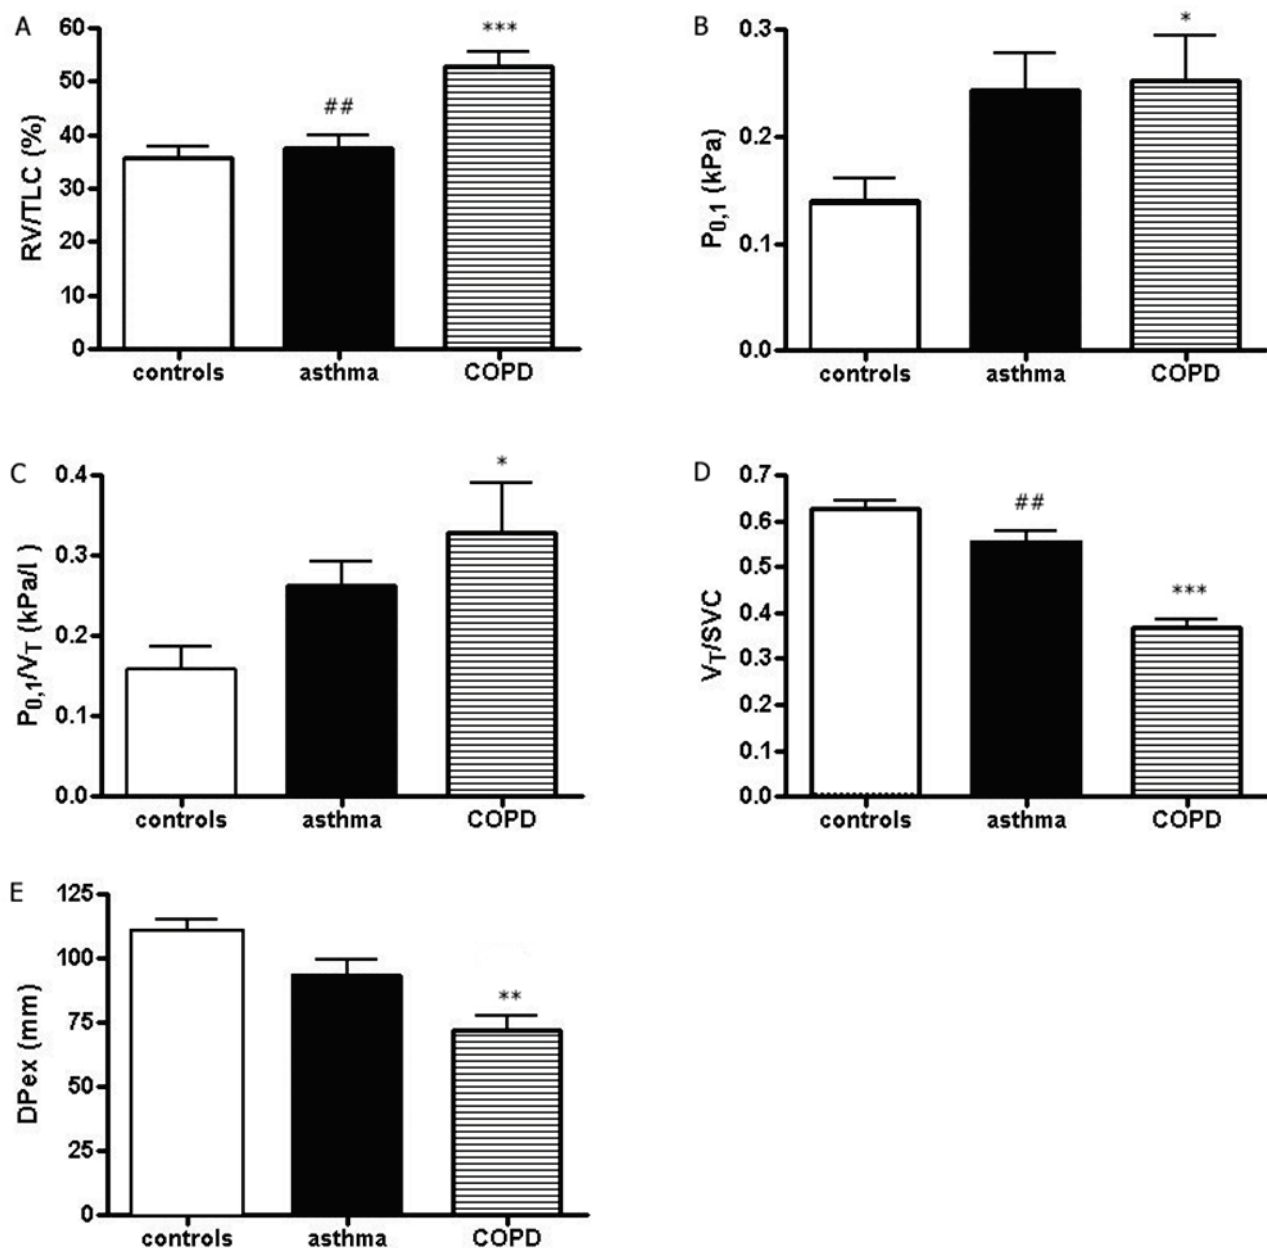 A
RV/TLC (%)
60
50
40
30
20
10
0
***
##
controls asthma COPD
B
P0,1 (kPa)
0.3
0.2
0.1
0.0
*
controls asthma COPD
C
P0,1/VT (kPa/l )
0.4
0.3
0.2
0.1
0.0
*
controls asthma COPD
D
VT/SVC
0.7
0.6
0.5
0.4
0.3
0.2
0.1
0.0
##
***
controls asthma COPD
E
DPex (mm)
125
100
75
50
25
0
**
controls asthma COPD